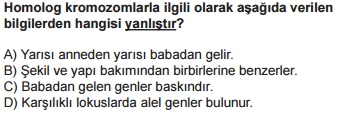 Homolog kromozomlarla ilgili olarak aşağıda verilen
bilgilerden hangisi yanlıştır?
A) Yarısı anneden yarısı babadan gelir.
B) Şekil ve yapı bakımından birbirlerine benzerler.
C) Babadan gelen genler baskındır.
D) Karşılıklı lokuslarda alel genler bulunur.